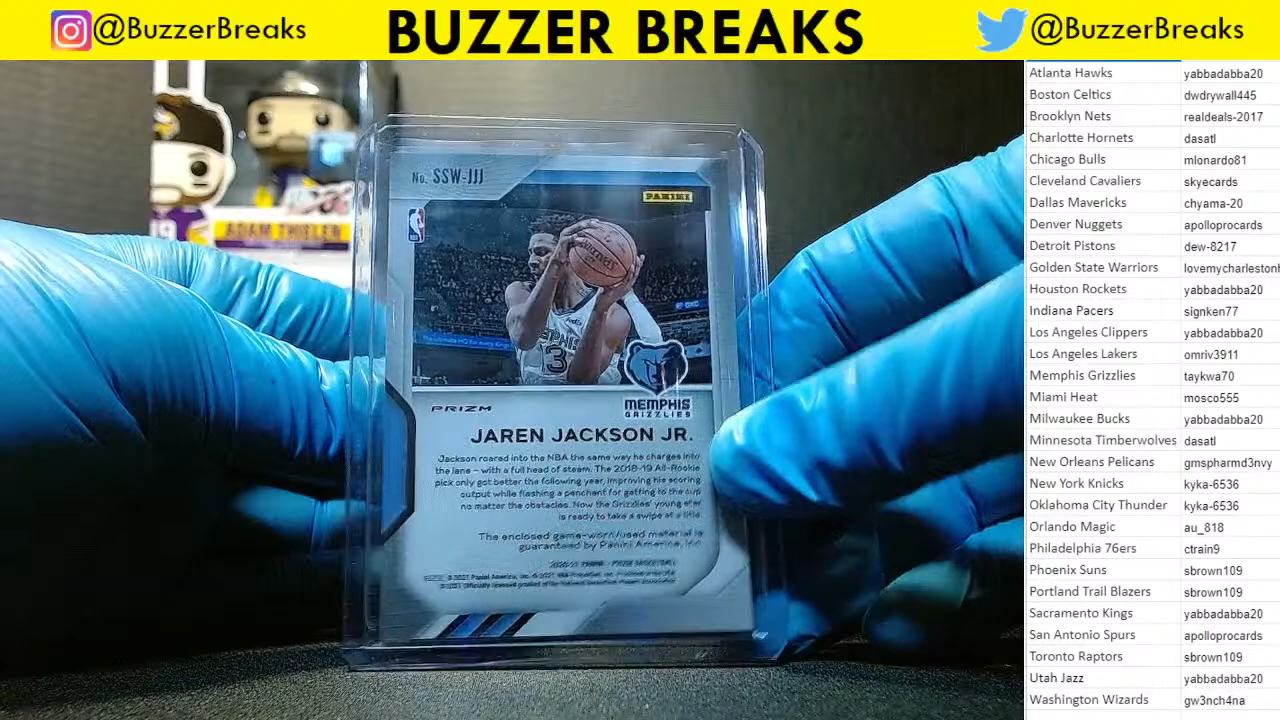 @BuzzerBreaks
BUZZER BREAKS
@BuzzerBreaks
ADAM THIELEN
No. SSW-JJJ
PANINI
MEMPHIS
GRIZZLIES
PRIZM
JAREN JACKSON JR.
Jackson roared into the NBA the same way he charges into
the lane – with a full head of steam. The 2018-19 All-Rookie
pick only got better the following year, improving his scoring
output while flashing a penchant for getting to the cup
no matter the obstacles. Now the Grizzlies' young star
is ready to take a swipe at a title.
The enclosed game-worn/used material is
guaranteed by Panini America, Inc.
2020-21 PANINI - PRIZM BASKETBALL
Atlanta Hawks yabbadabba20
Boston Celtics dwdrywall445
Brooklyn Nets realdeals-2017
Charlotte Hornets dasatl
Chicago Bulls mlonardo81
Cleveland Cavaliers skyecards
Dallas Mavericks chyama-20
Denver Nuggets apolloprocards
Detroit Pistons dew-8217
Golden State Warriors lovemycharlestonh
Houston Rockets yabbadabba20
Indiana Pacers signken77
Los Angeles Clippers yabbadabba20
Los Angeles Lakers omriv3911
Memphis Grizzlies taykwa70
Miami Heat mosco555
Milwaukee Bucks yabbadabba20
Minnesota Timberwolves dasatl
New Orleans Pelicans gmspharmd3nvy
New York Knicks kyka-6536
Oklahoma City Thunder kyka-6536
Orlando Magic au_818
Philadelphia 76ers ctrain9
Phoenix Suns sbrown109
Portland Trail Blazers sbrown109
Sacramento Kings yabbadabba20
San Antonio Spurs apolloprocards
Toronto Raptors sbrown109
Utah Jazz yabbadabba20
Washington Wizards gw3nch4na